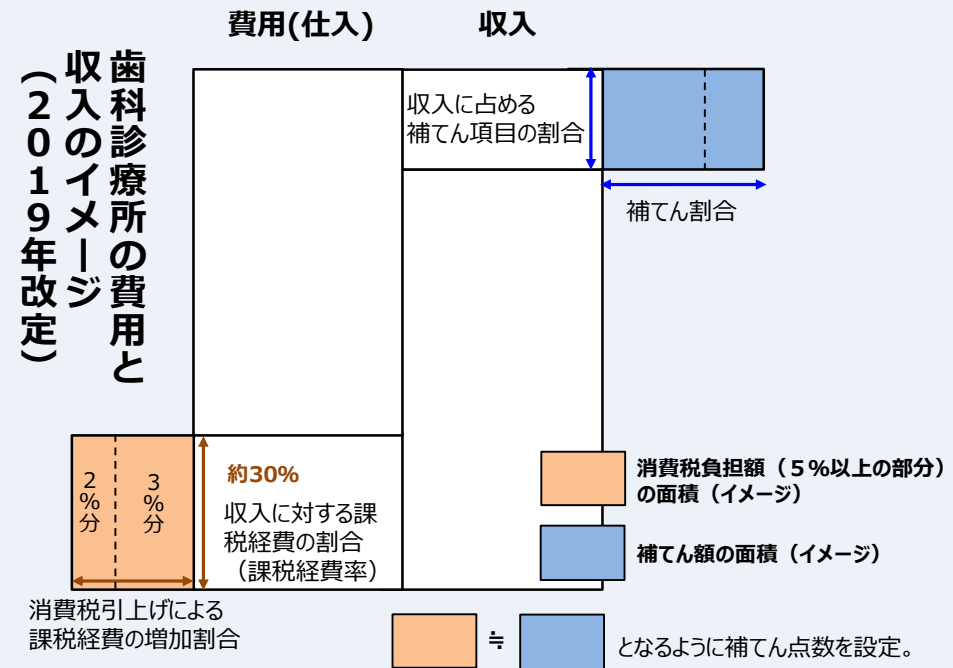 費用(仕入)
収入
歯科診療所の費用と
収入のイメージ
（２０１９年改定）
収入に占める
補てん項目の割合
補てん割合
2%分
3%分
約30%
収入に対する課
税経費の割合
（課税経費率）
消費税負担額（５%以上の部分）
の面積（イメージ）
補てん額の面積（イメージ）
消費税引上げによる
課税経費の増加割合
≒
となるように補てん点数を設定。